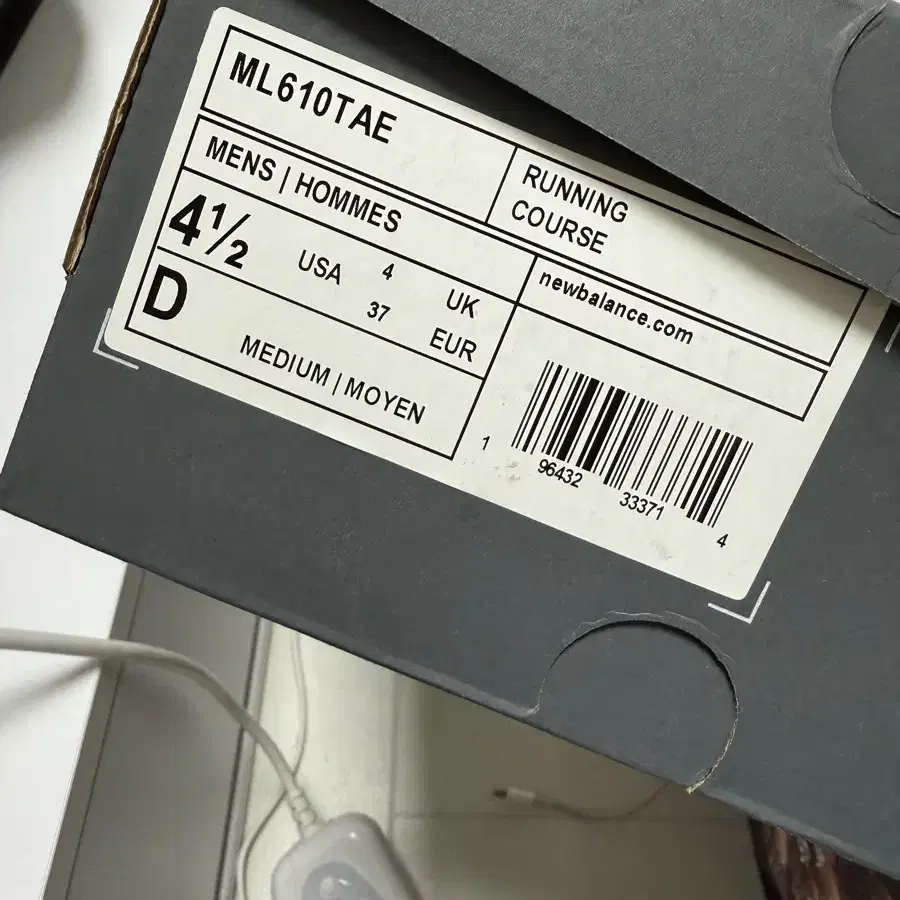 ML610TAE
RUNNING
COURSE
MENS | HOMMES
newbalance.com
4½ USA 4 UK
37 EUR
D
MEDIUM | MOYEN
1 96432 33371 4